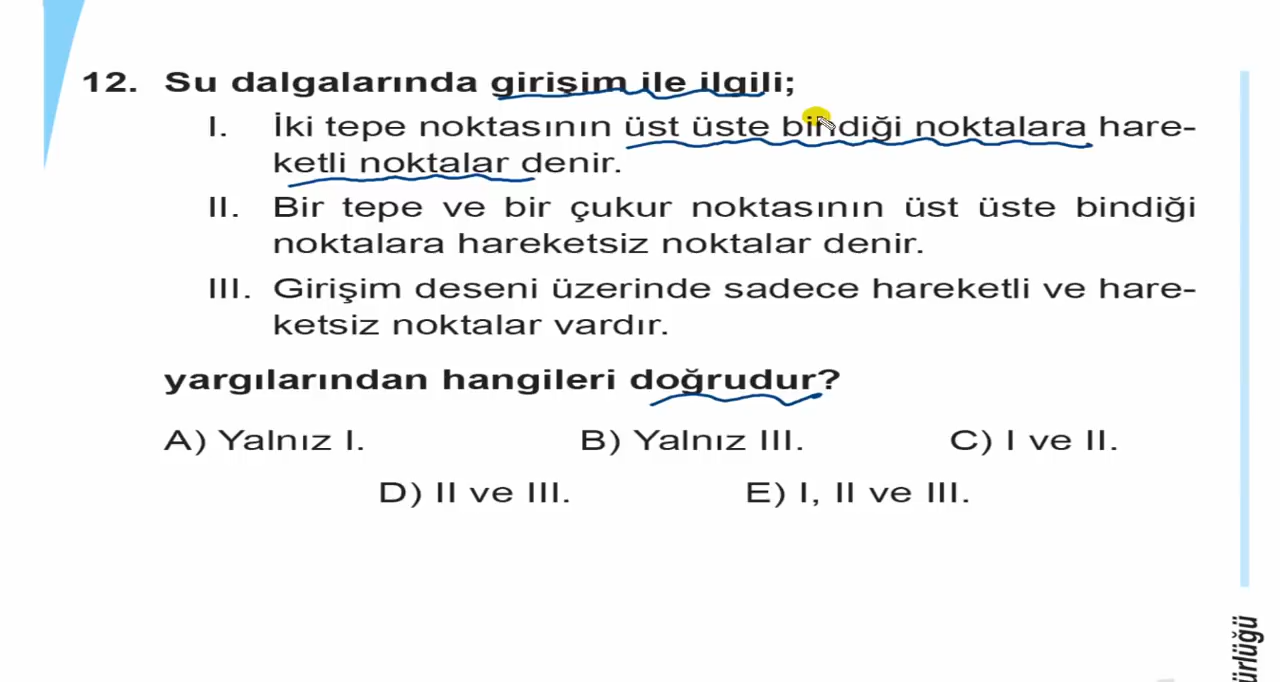 12. Su dalgalarında girişim ile ilgili;
I. İki tepe noktasının üst üste bindiği noktalara hare-
ketli noktalar denir.
II. Bir tepe ve bir çukur noktasının üst üste bindiği
noktalara hareketsiz noktalar denir.
III. Girişim deseni üzerinde sadece hareketli ve hare-
ketsiz noktalar vardır.
yargılarından hangileri doğrudur?
A) Yalnız I. B) Yalnız III. C) I ve II.
D) II ve III. E) I, II ve III.